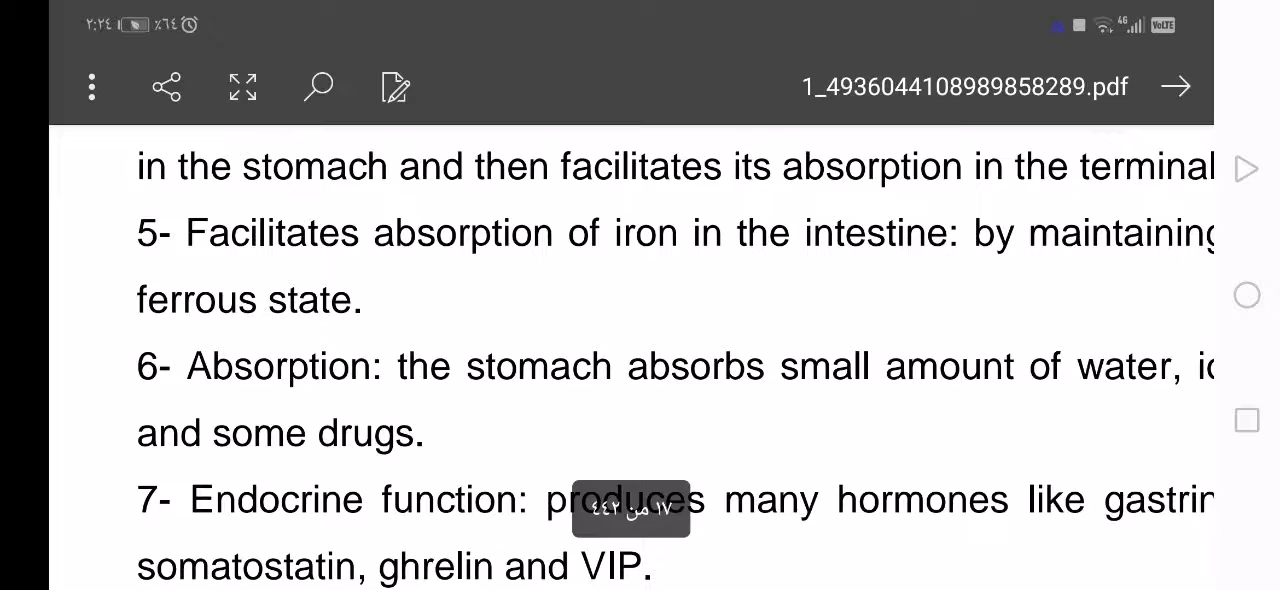 ٢:٢٤ ٪٦٤ 4G VoLTE
1_4936044108989858289.pdf
in the stomach and then facilitates its absorption in the terminal
5- Facilitates absorption of iron in the intestine: by maintaining
ferrous state.
6- Absorption: the stomach absorbs small amount of water,
and some drugs.
7- Endocrine function: produces many hormones like gastrin
١٧ من ٤٤٢
somatostatin, ghrelin and VIP.